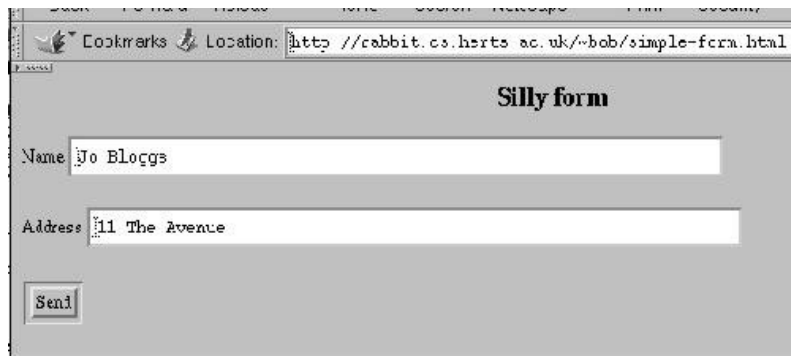 Bookmarks Location: http://rabbit.cs.herts.ac.uk/~bob/simple-form.html
Silly form
Name Jo Bloggs
Address 11 The Avenue
Send